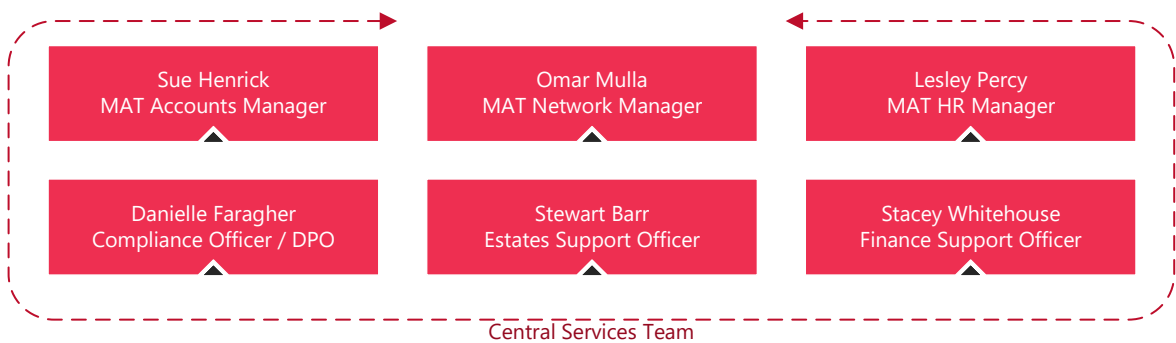 Sue Henrick
MAT Accounts Manager
Omar Mulla
MAT Network Manager
Lesley Percy
MAT HR Manager
Danielle Faragher
Compliance Officer / DPO
Stewart Barr
Estates Support Officer
Stacey Whitehouse
Finance Support Officer
Central Services Team